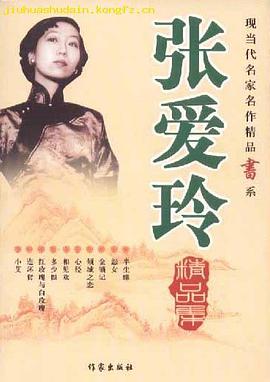 jiuhuashudain.kongfz.cn
现当代名家名作精品書系
张爱玲
精品集
半生缘
怨女
金锁记
倾城之恋
心经
相见欢
多少恨
红玫瑰与白玫瑰
连环套
小艾
作家出版社